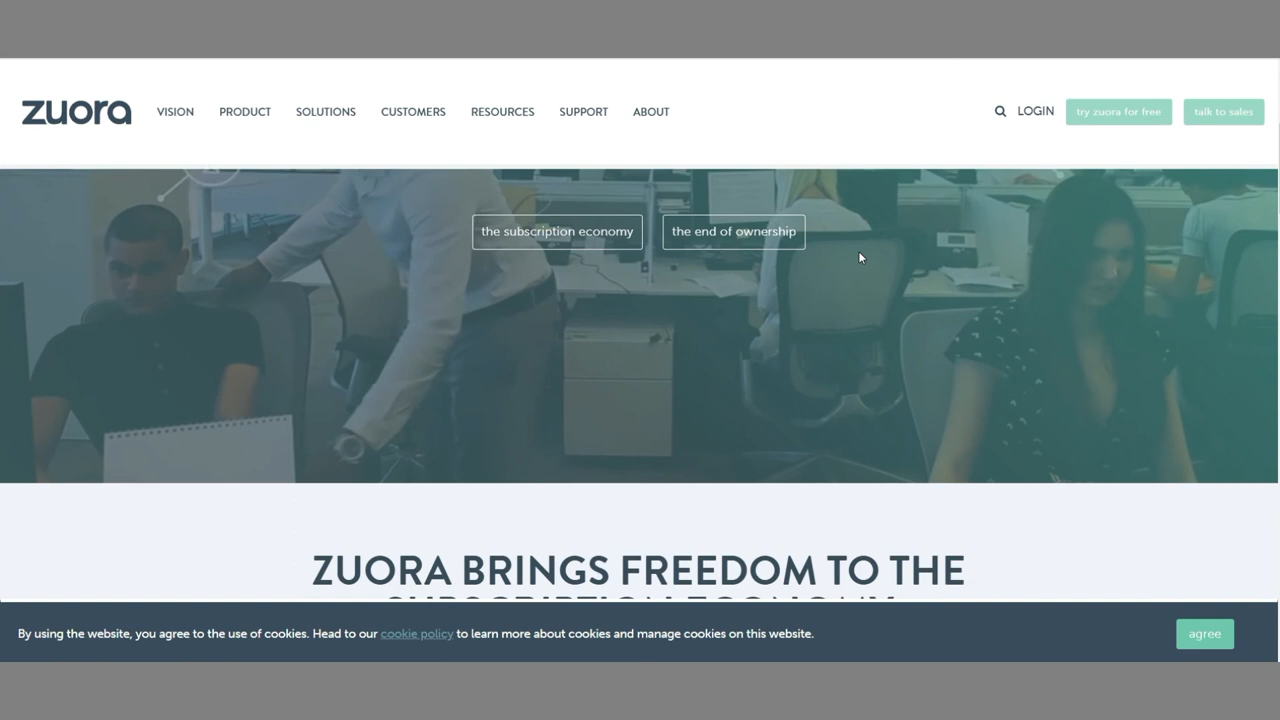 zuora
VISION PRODUCT SOLUTIONS CUSTOMERS RESOURCES SUPPORT ABOUT
LOGIN try zuora for free talk to sales
the subscription economy the end of ownership
ZUORA BRINGS FREEDOM TO THE
SUBSCRIPTION ECONOMY
By using the website, you agree to the use of cookies. Head to our cookie policy to learn more about cookies and manage cookies on this website.
agree